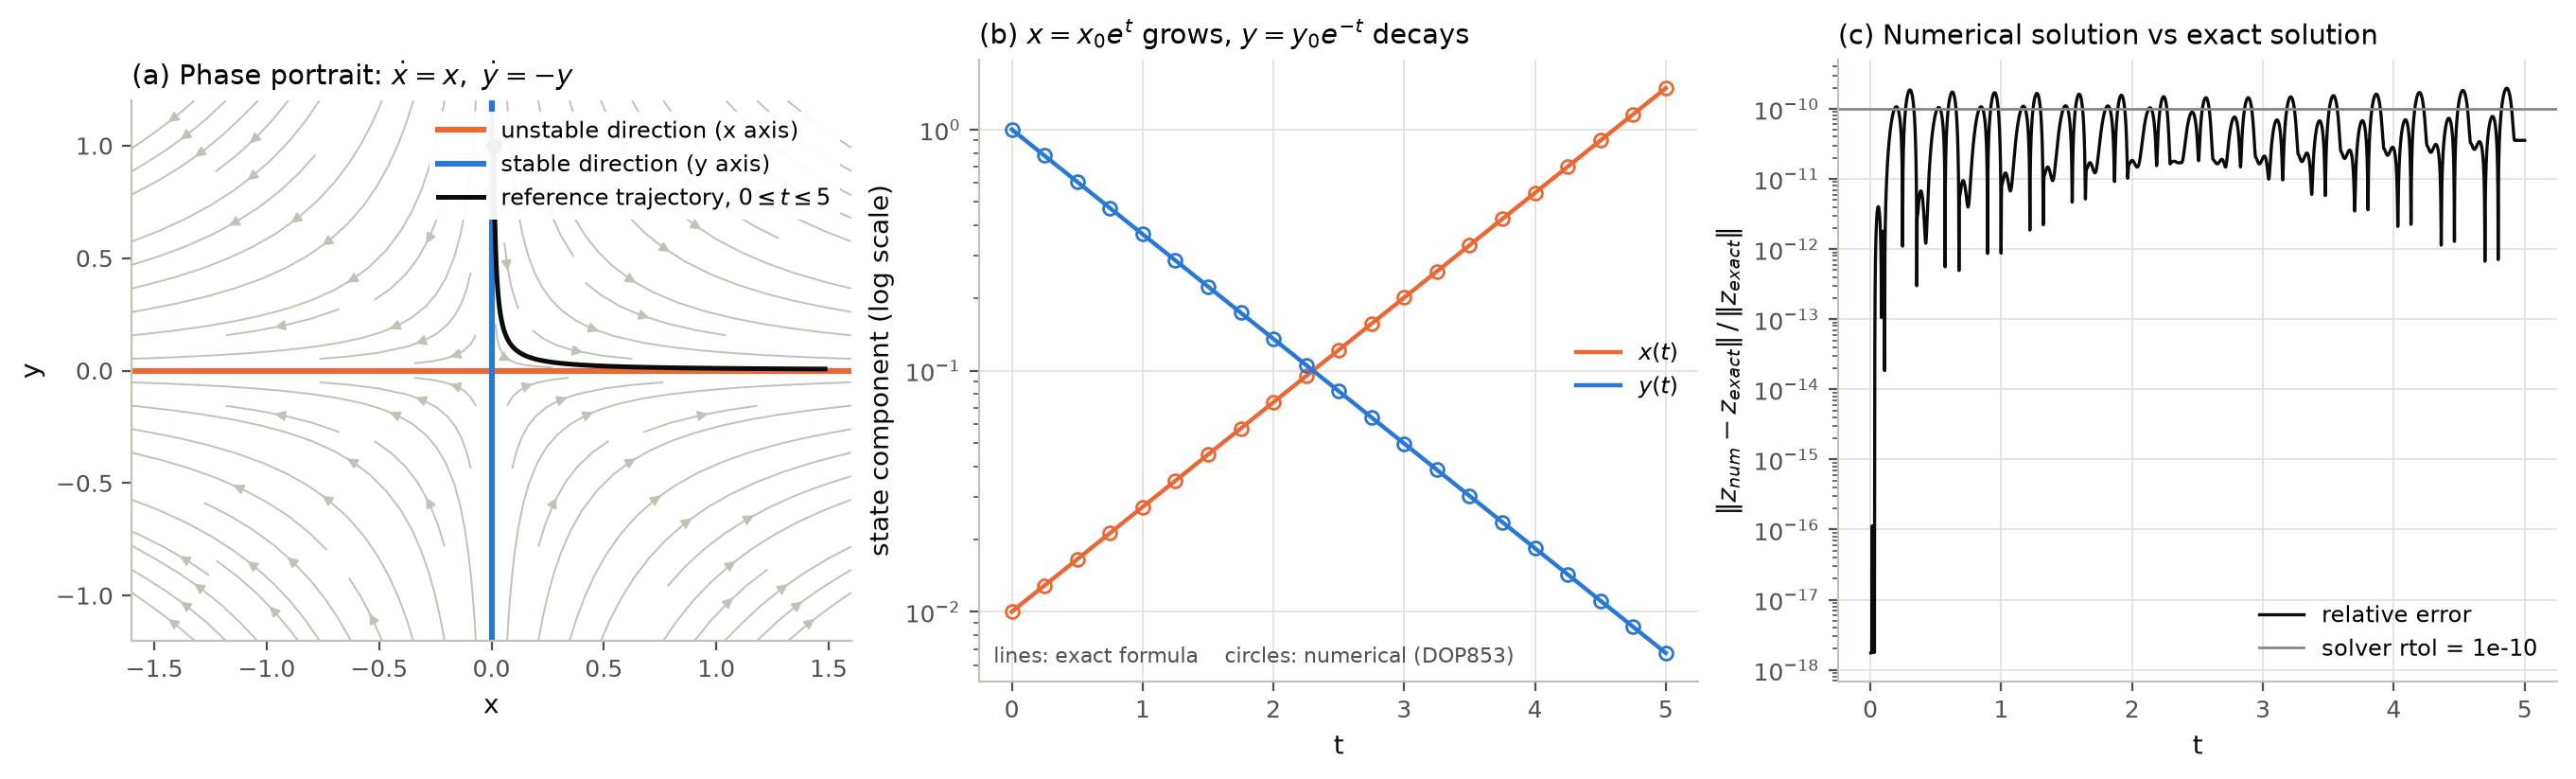 (a) Phase portrait: ẋ = x, ẏ = −y
unstable direction (x axis)
stable direction (y axis)
reference trajectory, 0 ≤ t ≤ 5
y
1.0
0.5
0.0
−0.5
−1.0
−1.5 −1.0 −0.5 0.0 0.5 1.0 1.5
x
(b) x = x₀eᵗ grows, y = y₀e⁻ᵗ decays
state component (log scale)
10⁰
10⁻¹
10⁻²
x(t)
y(t)
lines: exact formula circles: numerical (DOP853)
0 1 2 3 4 5
t
(c) Numerical solution vs exact solution
‖z_num − z_exact‖ / ‖z_exact‖
10⁻¹⁰
10⁻¹¹
10⁻¹²
10⁻¹³
10⁻¹⁴
10⁻¹⁵
10⁻¹⁶
10⁻¹⁷
10⁻¹⁸
relative error
solver rtol = 1e-10
0 1 2 3 4 5
t